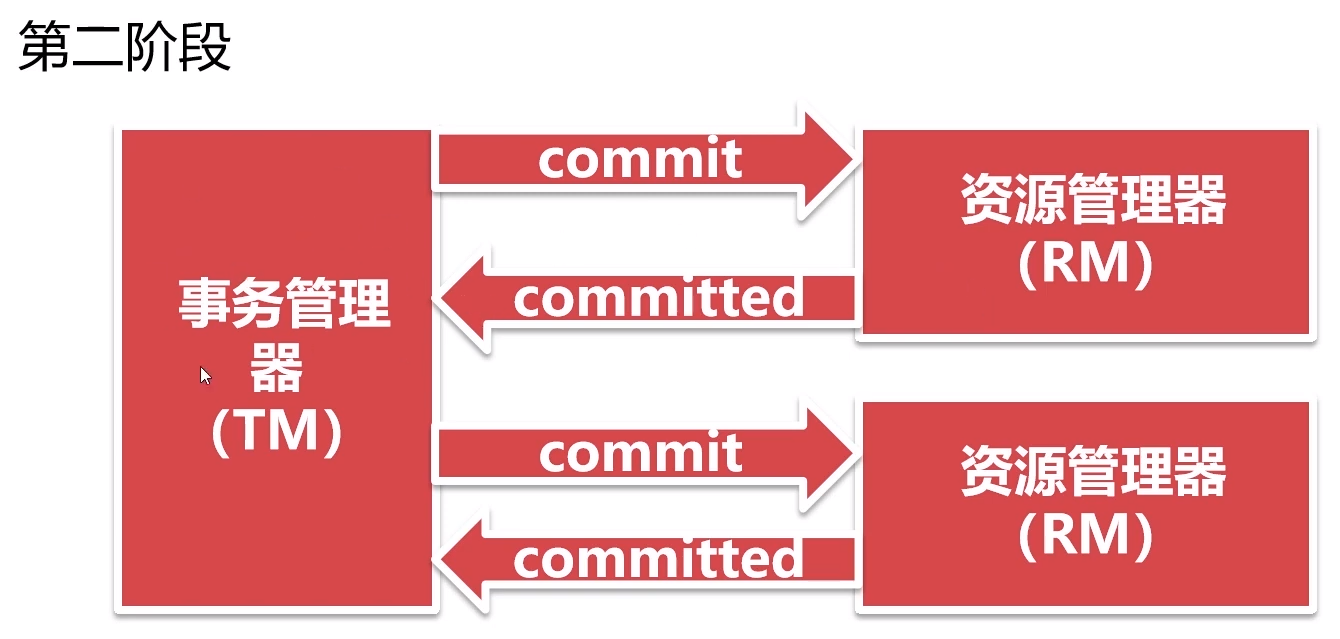 第二阶段
commit
资源管理器
（RM）
committed
事务管理
器
（TM）
commit
资源管理器
（RM）
committed